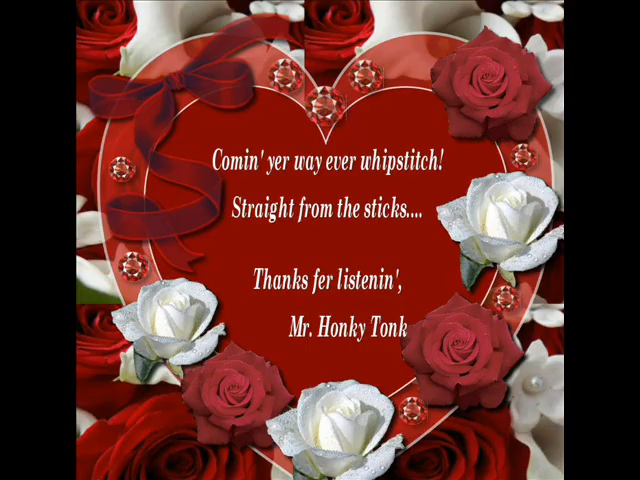 Comin' yer way ever whipstitch!
Straight from the sticks....
Thanks fer listenin',
Mr. Honky Tonk